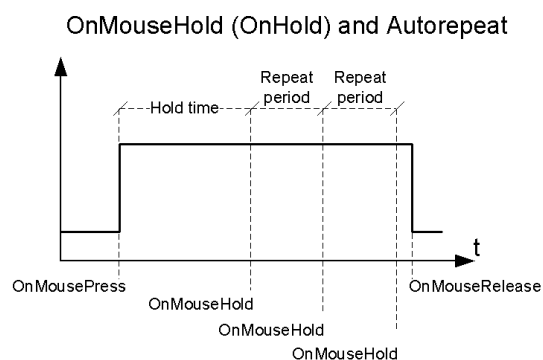 OnMouseHold (OnHold) and Autorepeat
Repeat period
Repeat period
Hold time
t
OnMousePress
OnMouseRelease
OnMouseHold
OnMouseHold
OnMouseHold